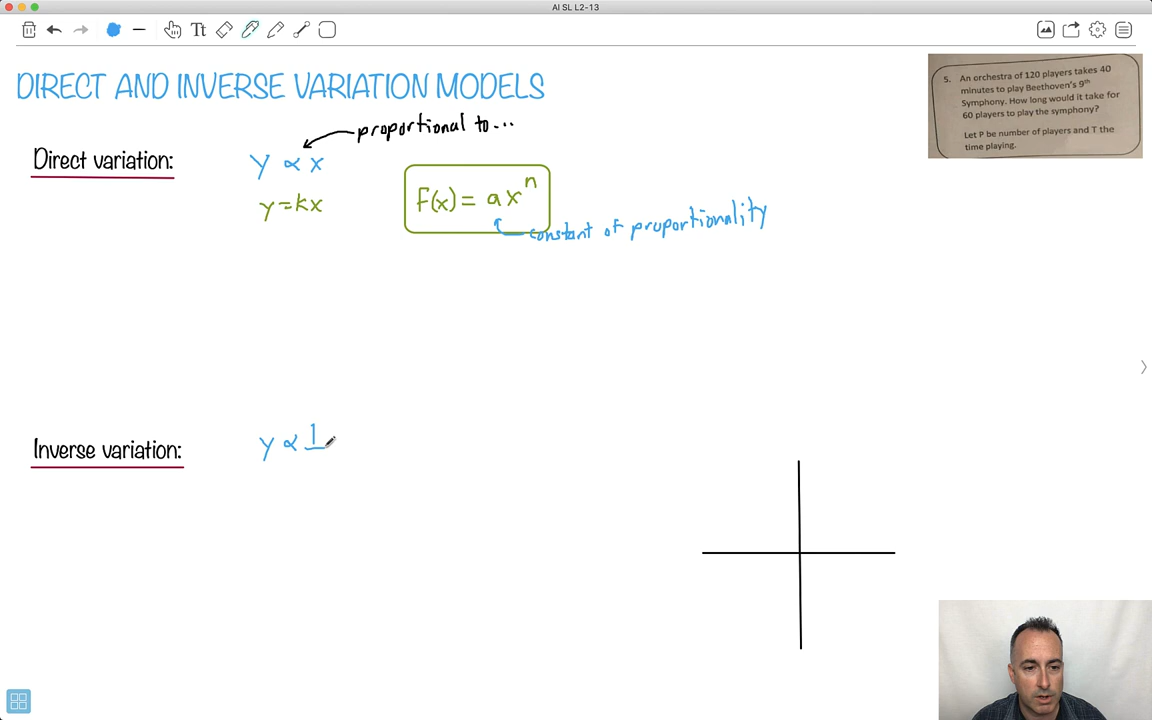 AI SL L2-13
Tt
DIRECT AND INVERSE VARIATION MODELS
proportional to...
Direct variation: y ∝ x
y=kx
F(x) = ax^n
constant of proportionality
Inverse variation: y ∝ 1
5. An orchestra of 120 players takes 40
minutes to play Beethoven's 9th
Symphony. How long would it take for
60 players to play the symphony?
Let P be number of players and T the
time playing.